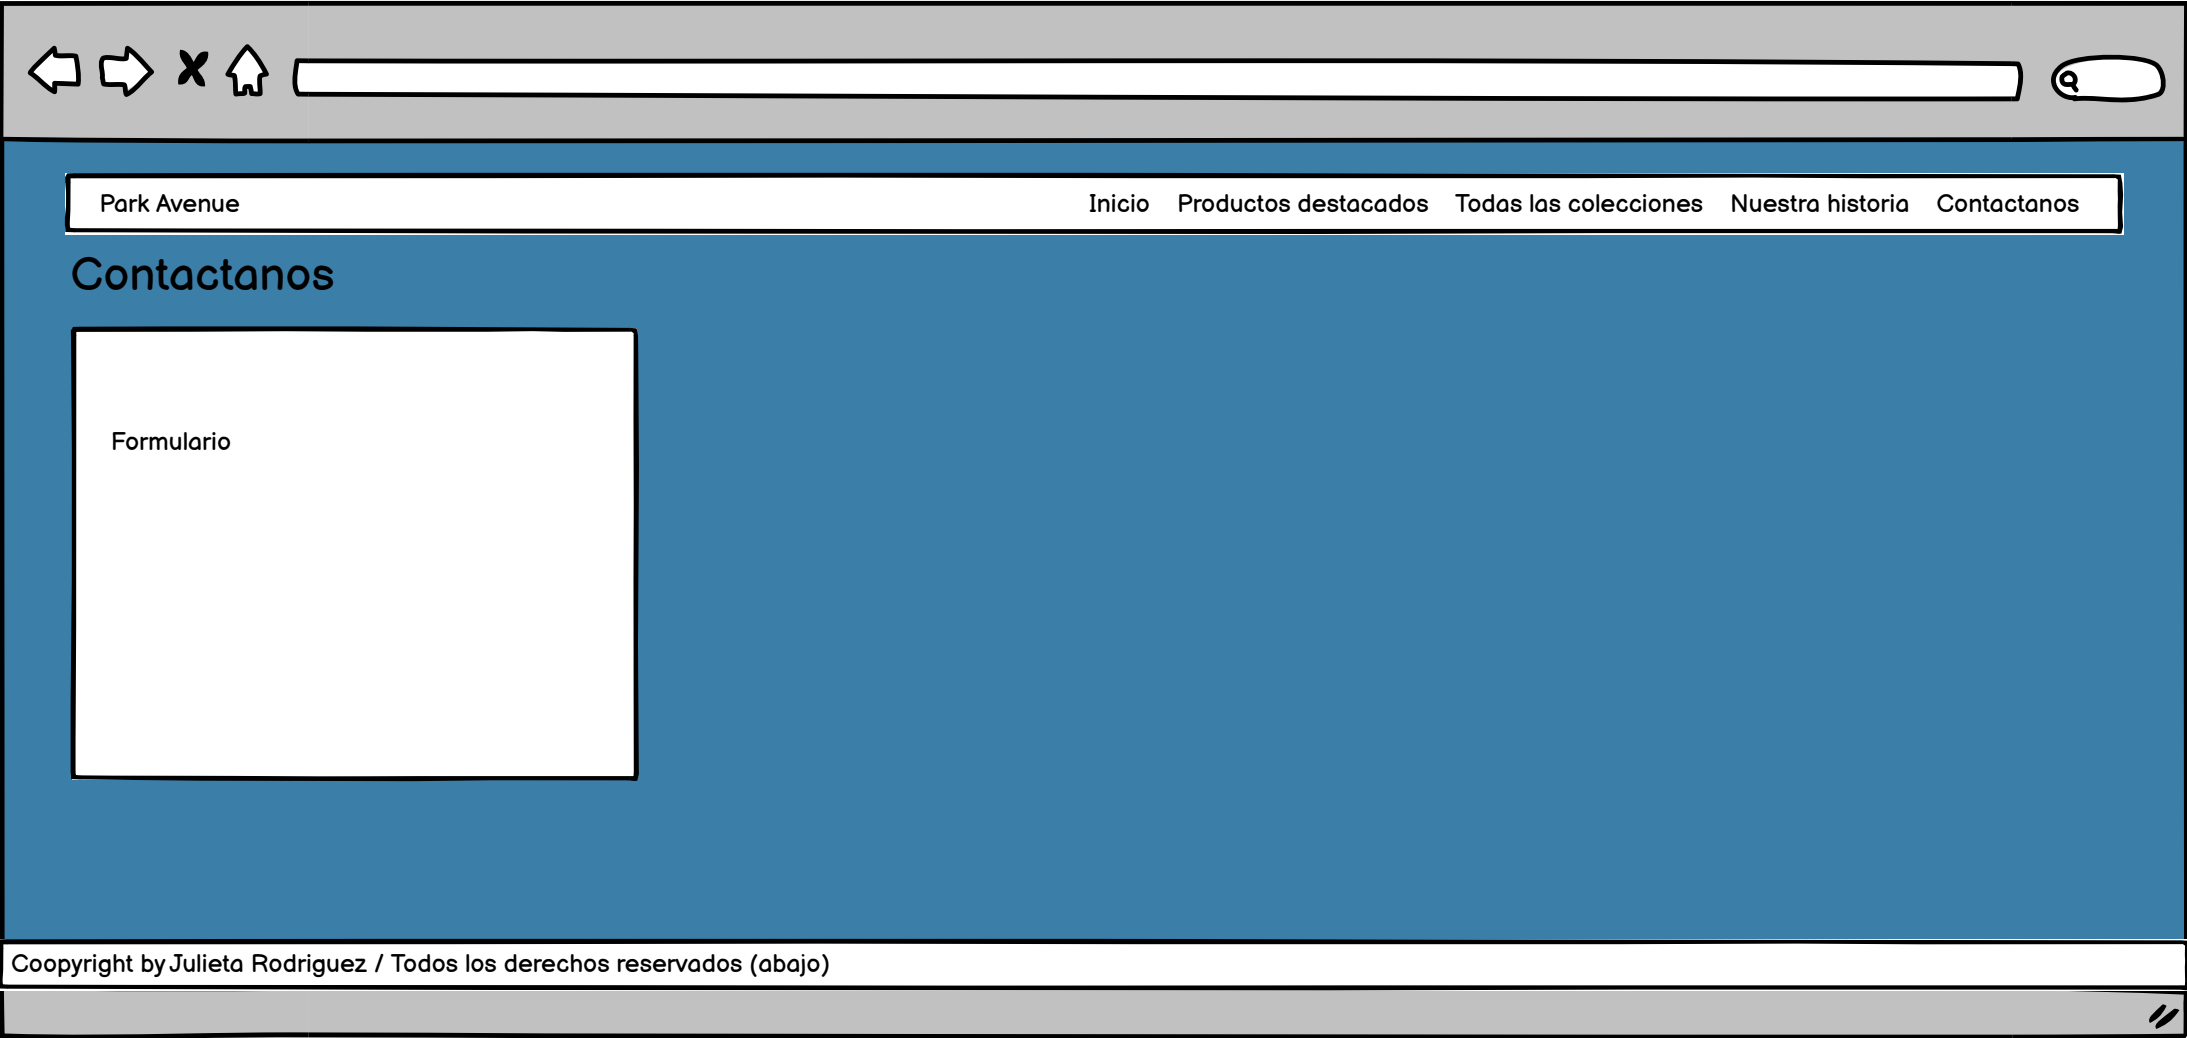 Park Avenue Inicio Productos destacados Todas las colecciones Nuestra historia Contactanos
Contactanos
Formulario
Coopyright by Julieta Rodriguez / Todos los derechos reservados (abajo)